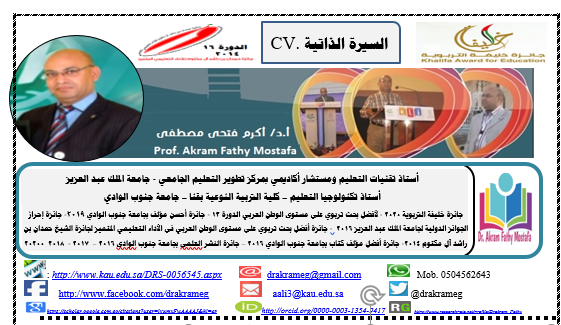 الدورة ١٦
٢٠١٤
السيرة الذاتية .CV
جائزة خليفة التربوية
Khalifa Award for Education
أ.د/ أكرم فتحي مصطفى
Prof. Akram Fathy Mostafa
أستاذ تقنيات التعليم ومستشار أكاديمي بمركز تطوير التعليم الجامعي - جامعة الملك عبد العزيز
أستاذ تكنولوجيا التعليم – كلية التربية النوعية بقنا – جامعة جنوب الوادي
جائزة خليفة التربوية ٢٠٢٠ - لأفضل بحث تربوي على مستوى الوطن العربي الدورة ١٣ - جائزة أحسن مؤلف بجامعة جنوب الوادي ٢٠١٩- جائزة إحراز
الجوائز الدولية لجامعة الملك عبد العزيز ٢٠١٦ ، جائزة أفضل بحث تربوي على مستوى الوطن العربي في الأداء التعليمي المتميز لجائزة الشيخ حمدان بن
راشد آل مكتوم ٢٠١٤- جائزة أفضل مؤلف كتاب بجامعة جنوب الوادي ٢٠١٦ – جائزة النشر العلمي بجامعة جنوب الوادي ٢٠١٦ - ٢٠١٧ - ٢٠١٨
Dr. Akram Fathy Mostafa
: http://www.kau.edu.sa/DRS-0056545.aspx drakrameg@gmail.com Mob. 0504562643
http://www.facebook.com/drakrameg aali3@kau.edu.sa @drakrameg
http://orcid.org/0000-0003-1354-9417 RG